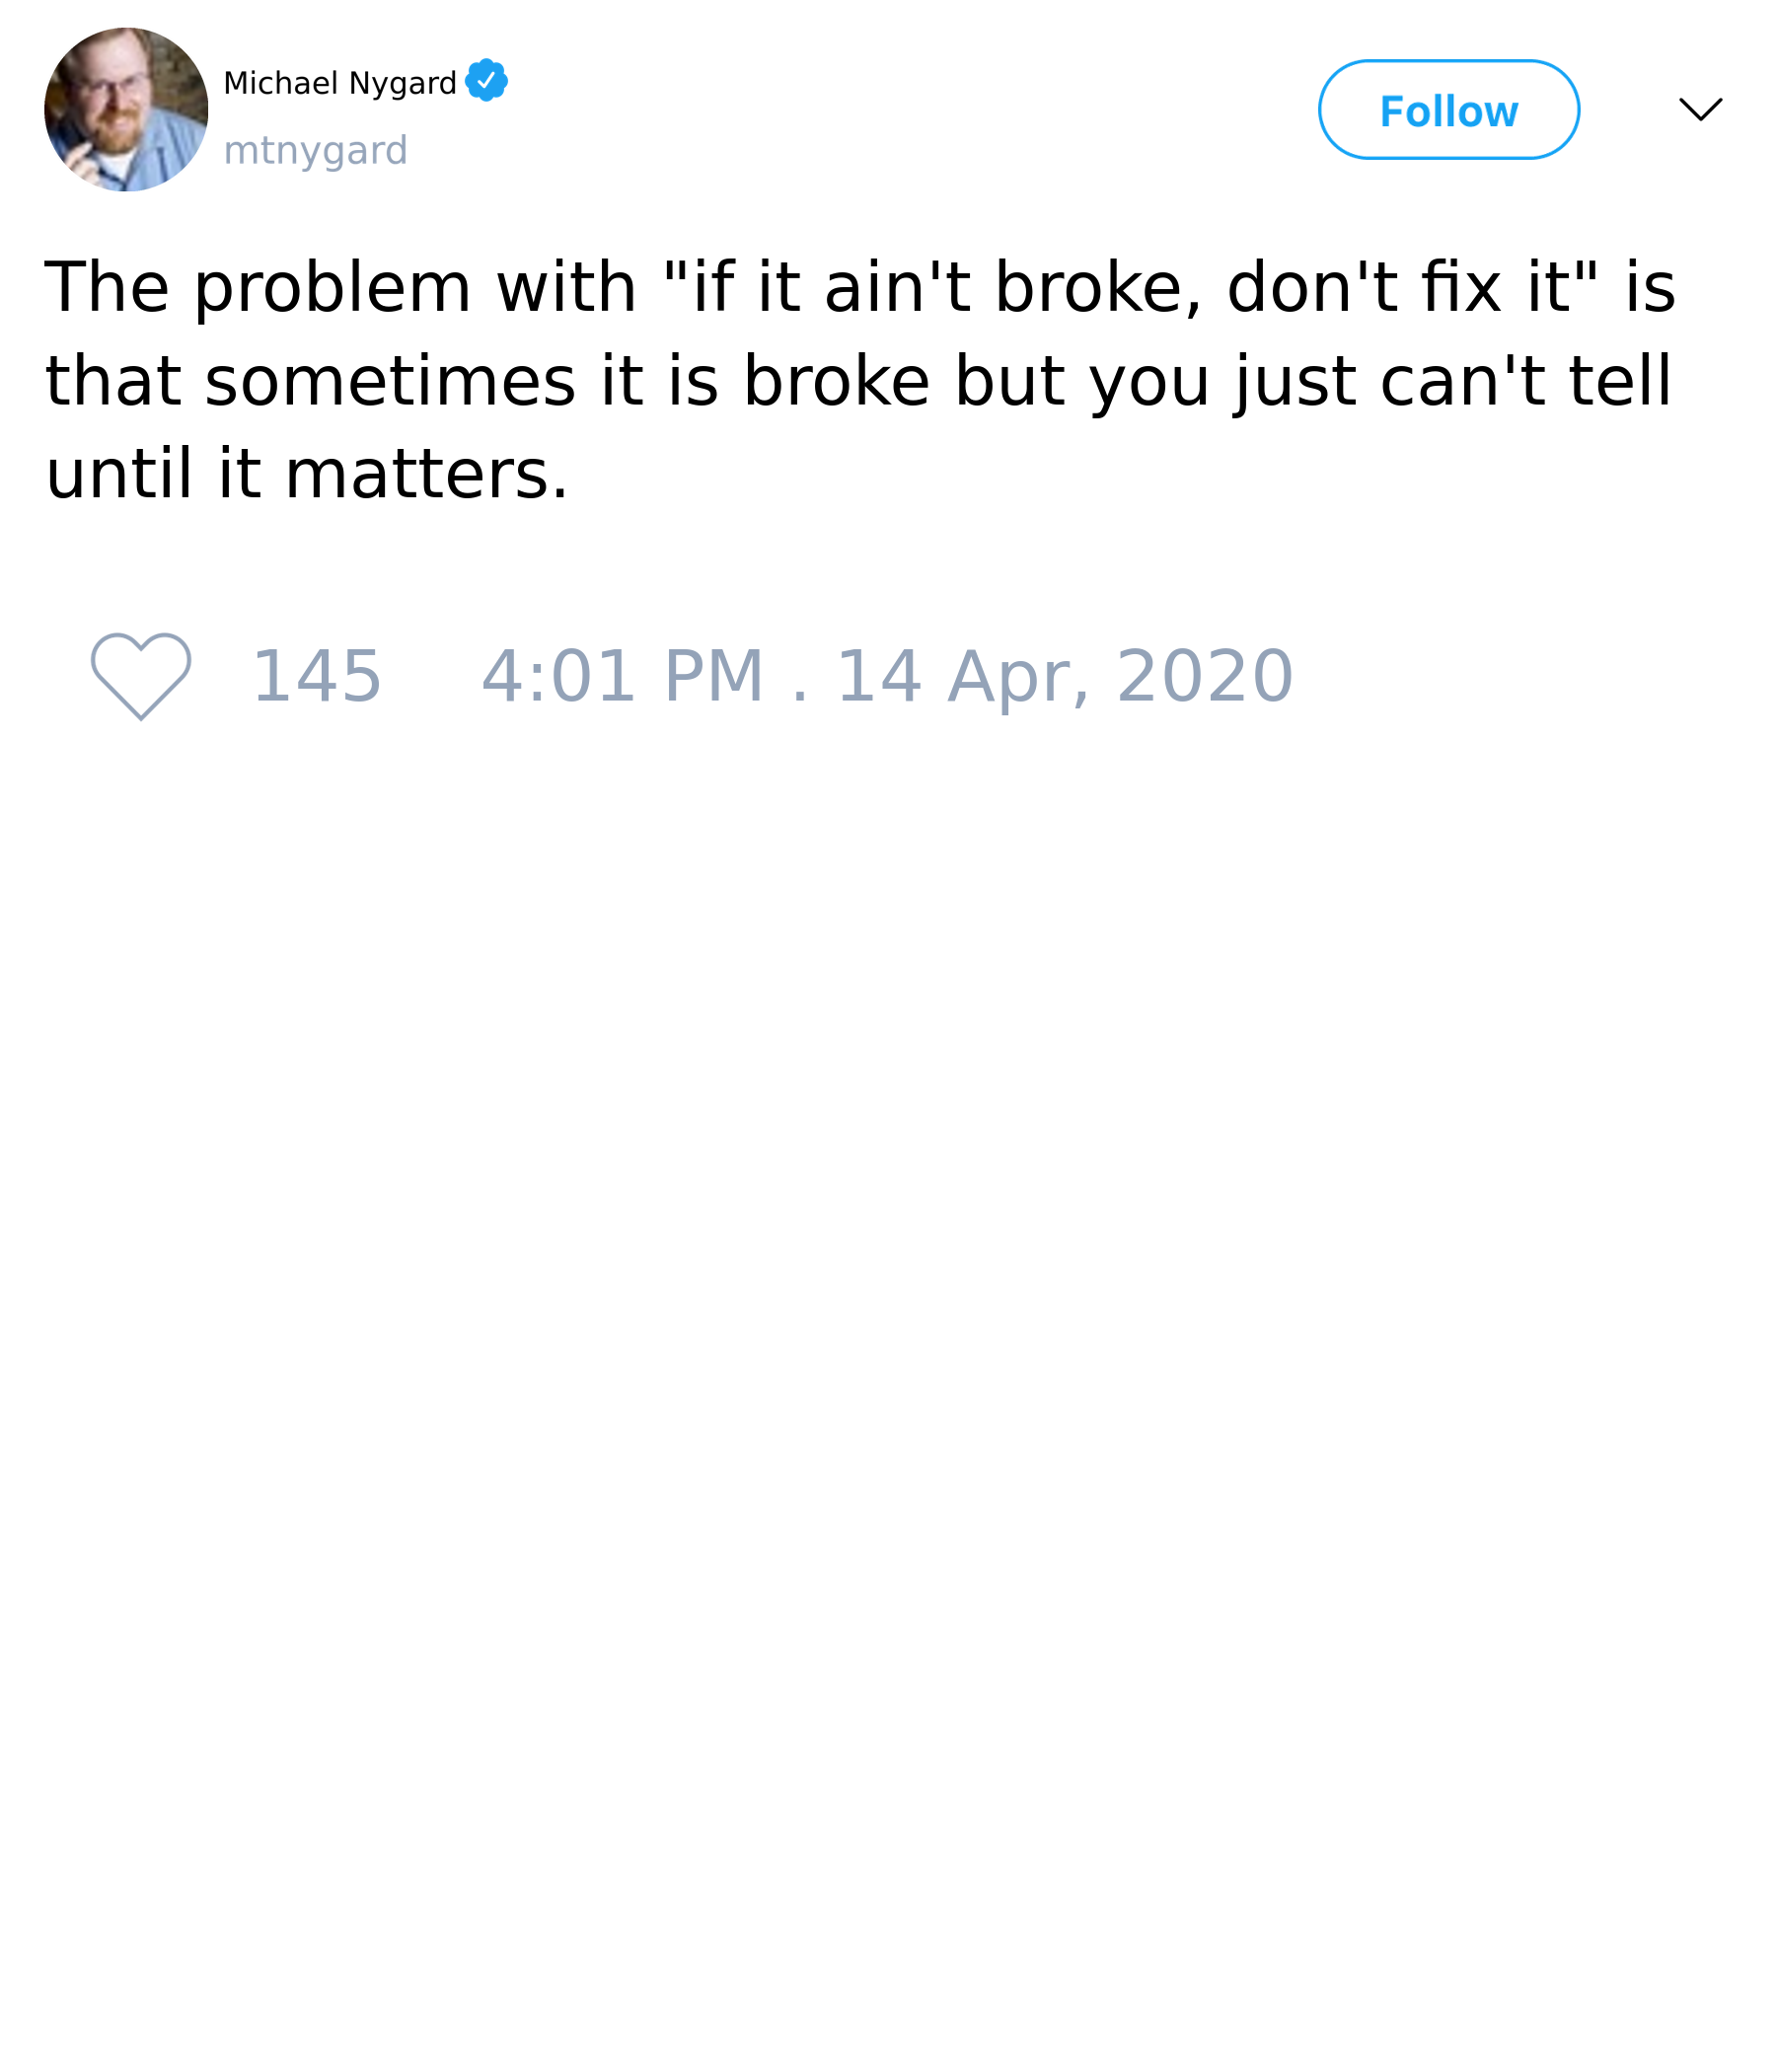 Michael Nygard
mtnygard
Follow
The problem with "if it ain't broke, don't fix it" is
that sometimes it is broke but you just can't tell
until it matters.
145 4:01 PM . 14 Apr, 2020